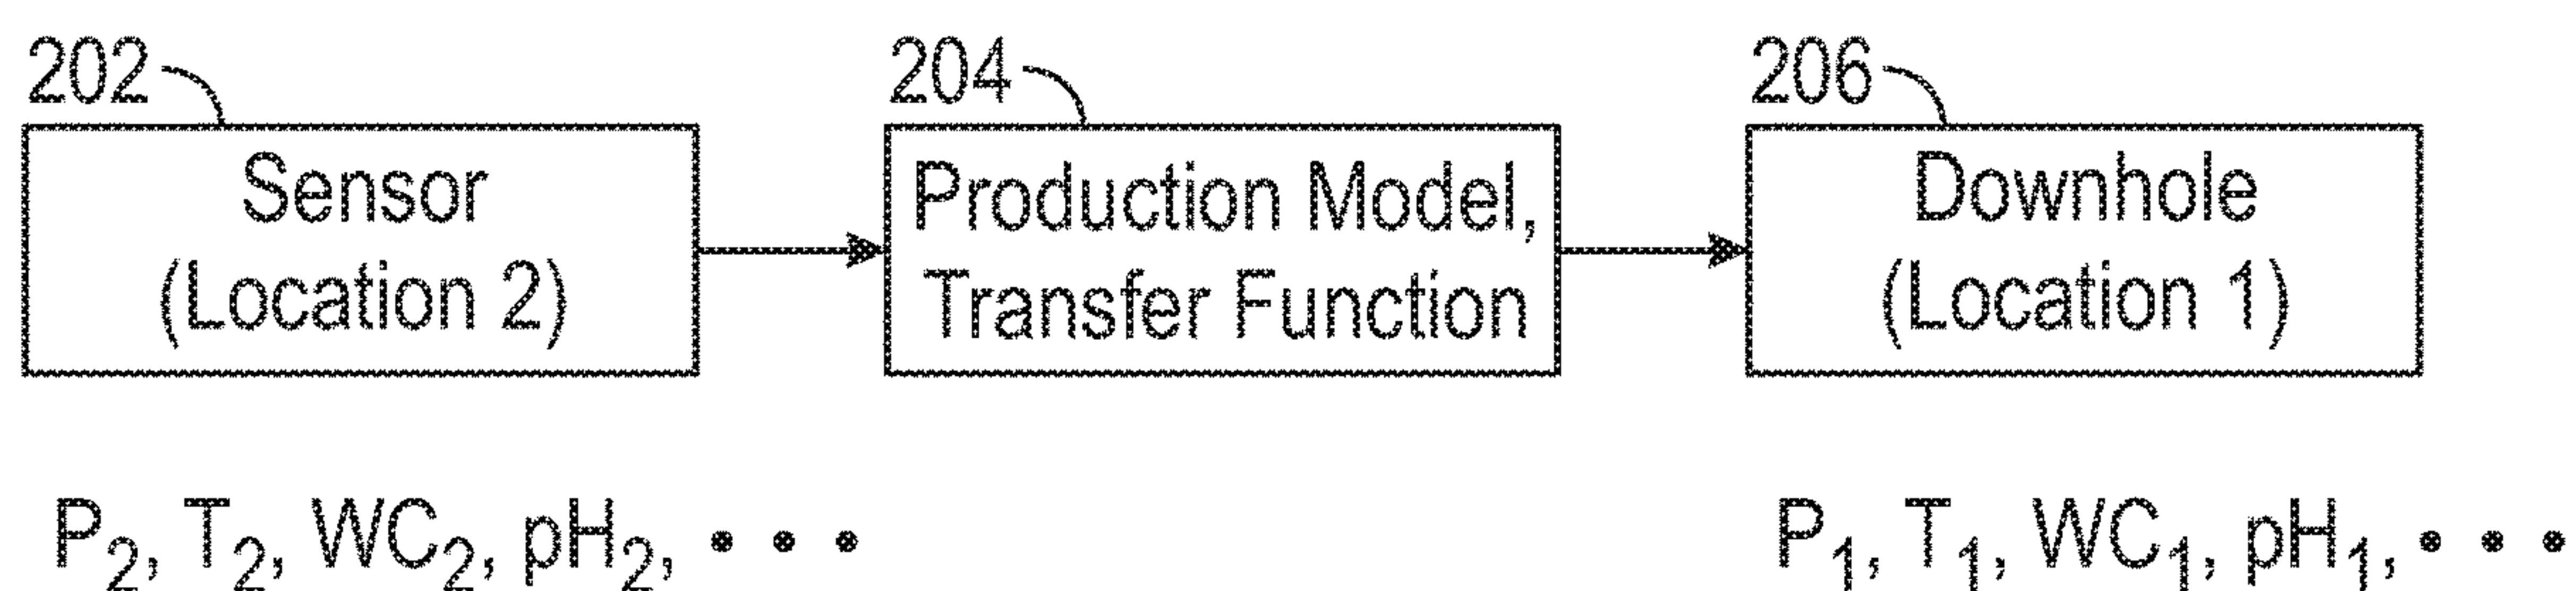 202 204 206
Sensor
(Location 2)
Production Model,
Transfer Function
Downhole
(Location 1)
P2, T2, WC2, pH2, • • •
P1, T1, WC1, pH1, • • •